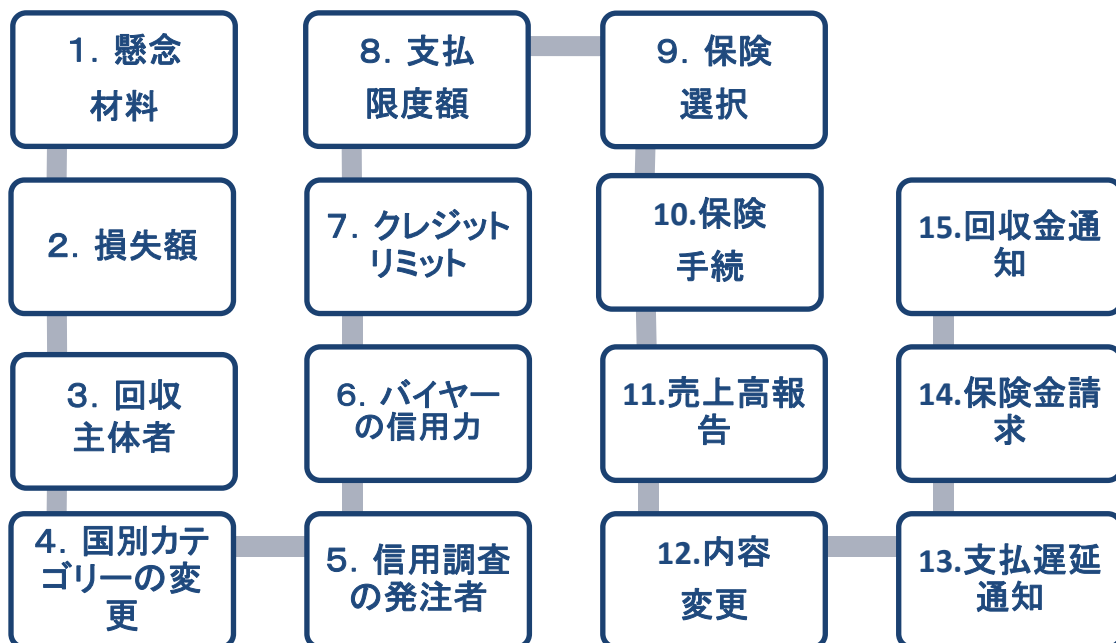 １．懸念
材料
２．損失額
３．回収
主体者
４．国別カテ
ゴリーの変
更
５．信用調査
の発注者
６．バイヤー
の信用力
７．クレジット
リミット
８．支払
限度額
９．保険
選択
10.保険
手続
11.売上高報
告
12.内容
変更
13.支払遅延
通知
14.保険金請
求
15.回収金通
知